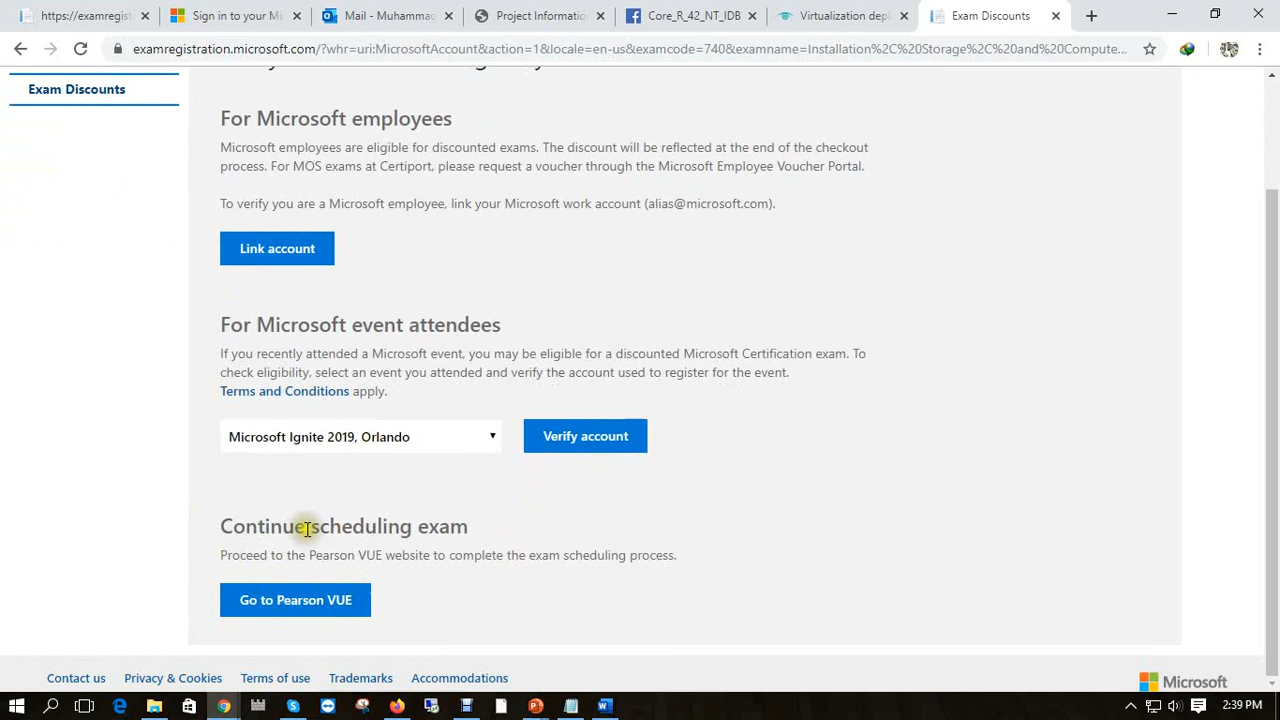 https://examregist
Sign in to your Mi
Mail - Muhammad
Project Informatio
Core_R_42_NT_IDB
Virtualization dep
Exam Discounts
examregistration.microsoft.com/?whr=uri:MicrosoftAccount&action=1&locale=en-us&examcode=740&examname=Installation%2C%20Storage%2C%20and%20Compute...
Exam Discounts
For Microsoft employees
Microsoft employees are eligible for discounted exams. The discount will be reflected at the end of the checkout
process. For MOS exams at Certiport, please request a voucher through the Microsoft Employee Voucher Portal.
To verify you are a Microsoft employee, link your Microsoft work account (alias@microsoft.com).
Link account
For Microsoft event attendees
If you recently attended a Microsoft event, you may be eligible for a discounted Microsoft Certification exam. To
check eligibility, select an event you attended and verify the account used to register for the event.
Terms and Conditions apply.
Microsoft Ignite 2019, Orlando
Verify account
Continue scheduling exam
Proceed to the Pearson VUE website to complete the exam scheduling process.
Go to Pearson VUE
Contact us Privacy & Cookies Terms of use Trademarks Accommodations
Microsoft
2:39 PM